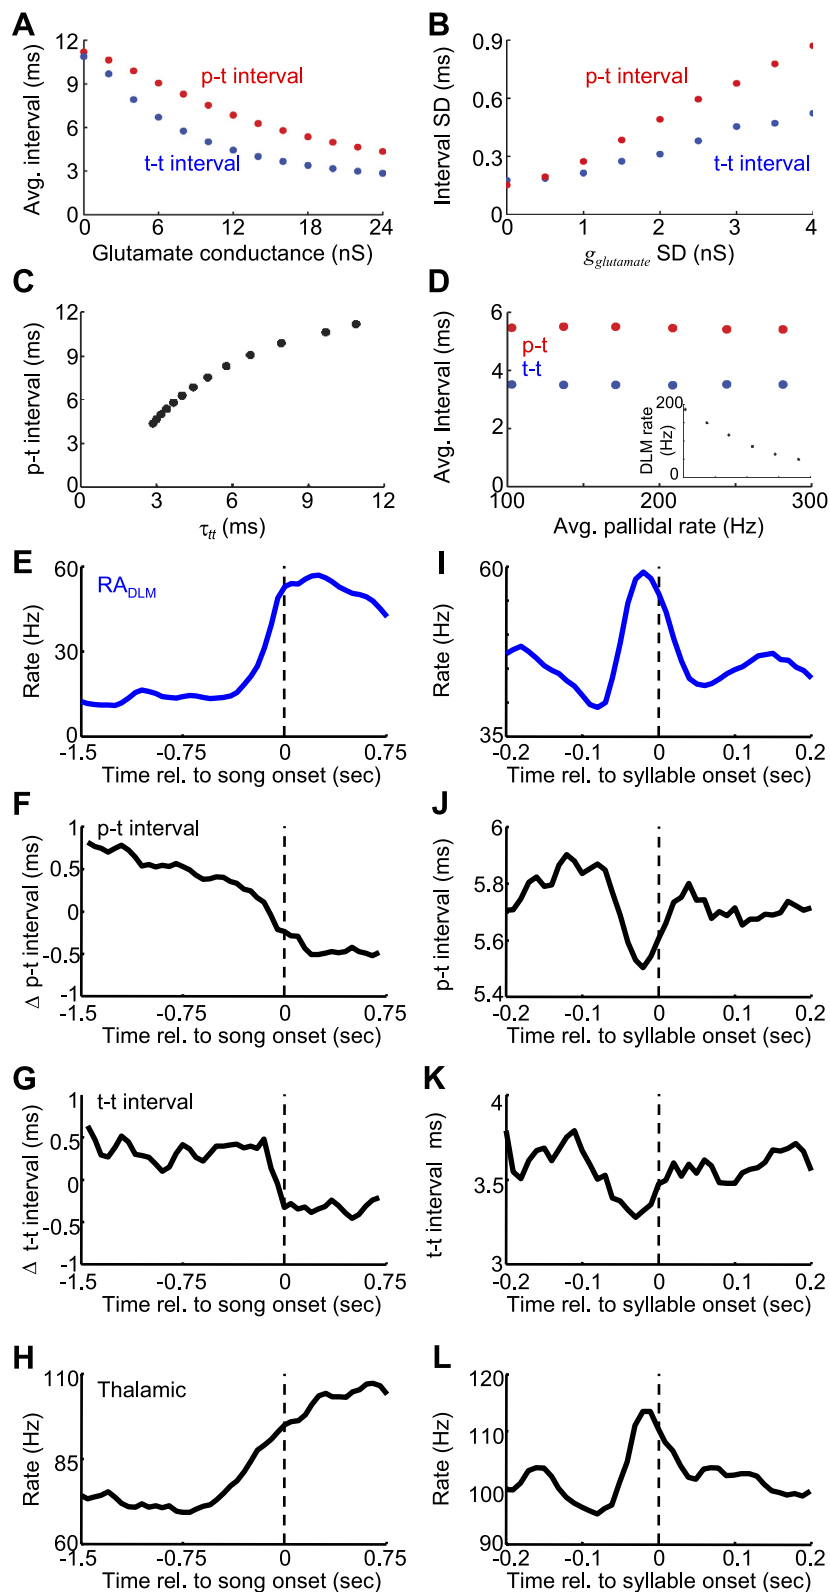 A
12
9
6
3
0
Avg. interval (ms)
p-t interval
t-t interval
0 6 12 18 24
Glutamate conductance (nS)
B
0.9
0.6
0.3
0
Interval SD (ms)
p-t interval
t-t interval
0 1 2 3 4
gglutamate SD (nS)
C
12
9
6
3
0
p-t interval (ms)
0 3 6 9 12
τtt (ms)
D
6
4
2
0
Avg. Interval (ms)
p-t
t-t
200
0
DLM rate
(Hz)
100 200 300
Avg. pallidal rate (Hz)
E
60
30
0
Rate (Hz)
RADLM
-1.5 -0.75 0 0.75
Time rel. to song onset (sec)
I
60
35
Rate (Hz)
-0.2 -0.1 0 0.1 0.2
Time rel. to syllable onset (sec)
F
1
0.5
0
-0.5
-1
Δ p-t interval (ms)
p-t interval
-1.5 -0.75 0 0.75
Time rel. to song onset (sec)
J
6
5.8
5.6
5.4
p-t interval (ms)
-0.2 -0.1 0 0.1 0.2
Time rel. to syllable onset (sec)
G
1
0.5
0
-0.5
-1
Δ t-t interval (ms)
t-t interval
-1.5 -0.75 0 0.75
Time rel. to song onset (sec)
K
4
3.5
3
t-t interval ms)
-0.2 -0.1 0 0.1 0.2
Time rel. to syllable onset (sec)
H
110
85
60
Rate (Hz)
Thalamic
-1.5 -0.75 0 0.75
Time rel. to song onset (sec)
L
120
110
100
90
Rate (Hz)
-0.2 -0.1 0 0.1 0.2
Time rel. to syllable onset (sec)